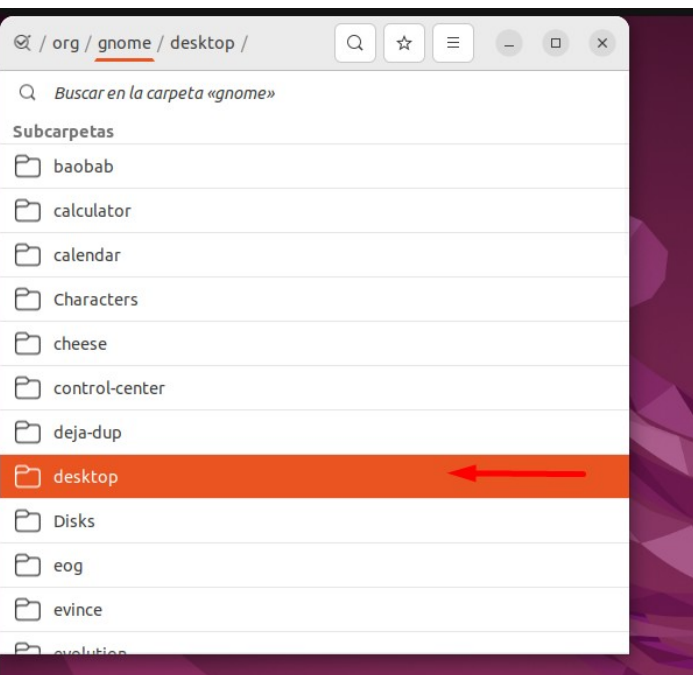 / org / gnome / desktop /
Buscar en la carpeta «gnome»
Subcarpetas
baobab
calculator
calendar
Characters
cheese
control-center
deja-dup
desktop
Disks
eog
evince
evolution